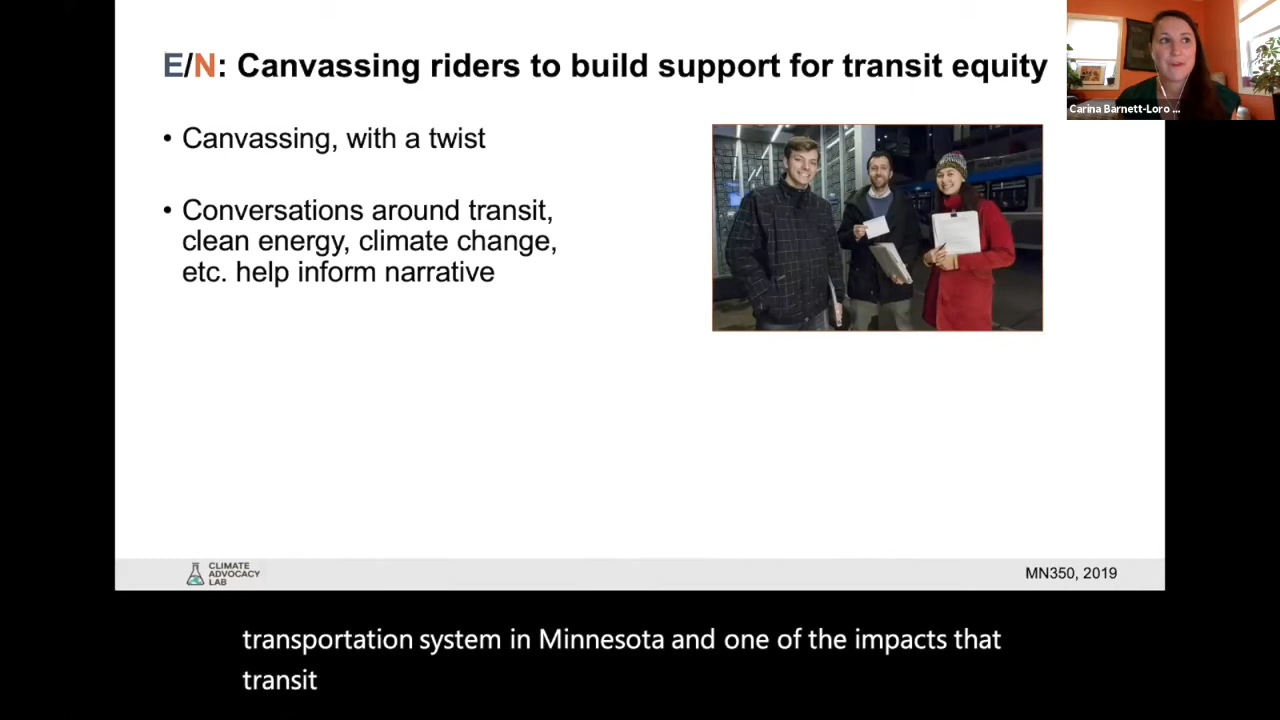 E/N: Canvassing riders to build support for transit equity
Carina Barnett-Loro ...
• Canvassing, with a twist
• Conversations around transit,
clean energy, climate change,
etc. help inform narrative
CLIMATE
ADVOCACY
LAB
MN350, 2019
transportation system in Minnesota and one of the impacts that
transit